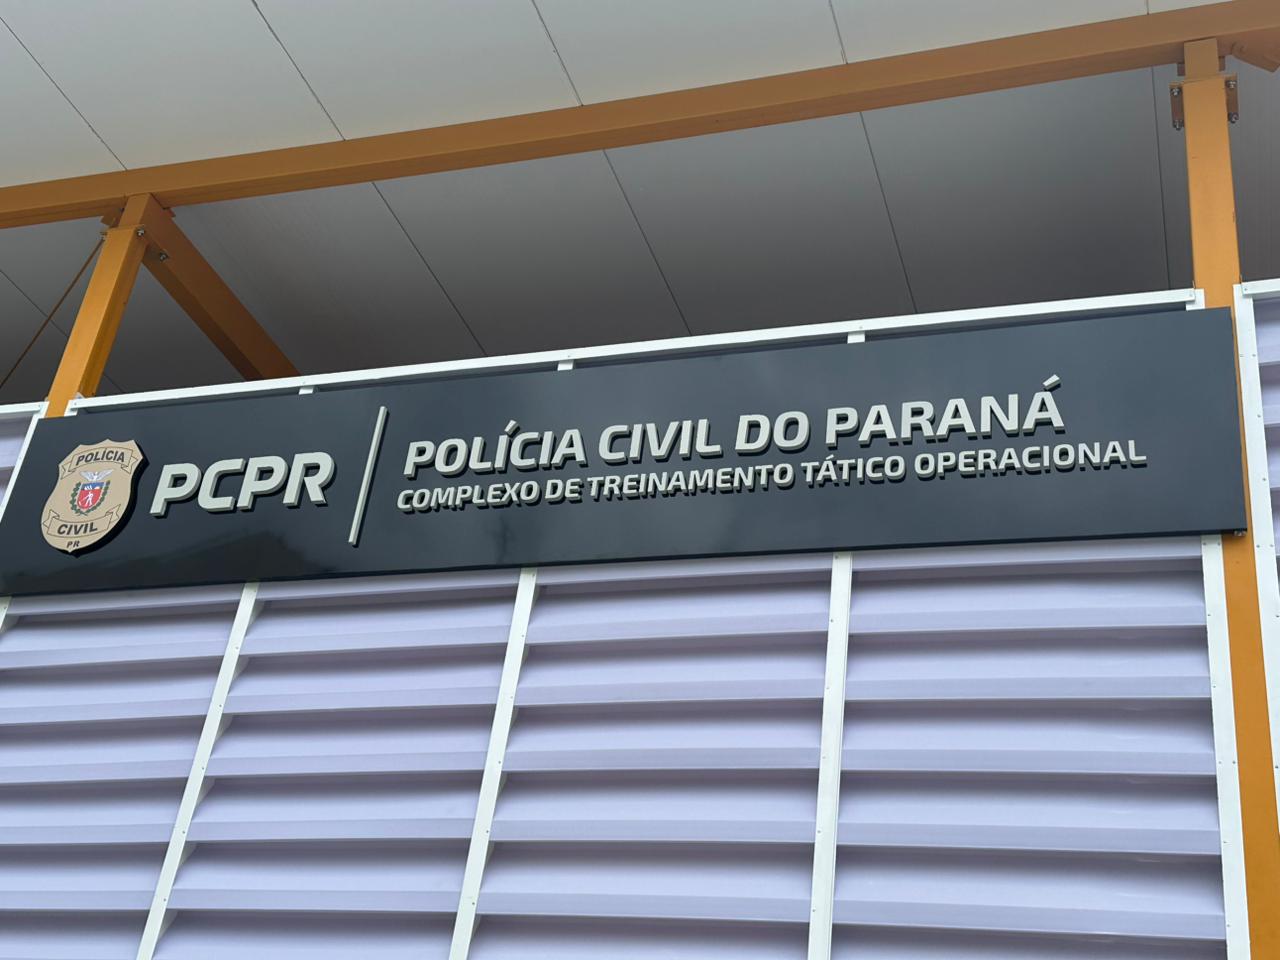 POLÍCIA
CIVIL
PR
PCPR
POLÍCIA CIVIL DO PARANÁ
COMPLEXO DE TREINAMENTO TÁTICO OPERACIONAL